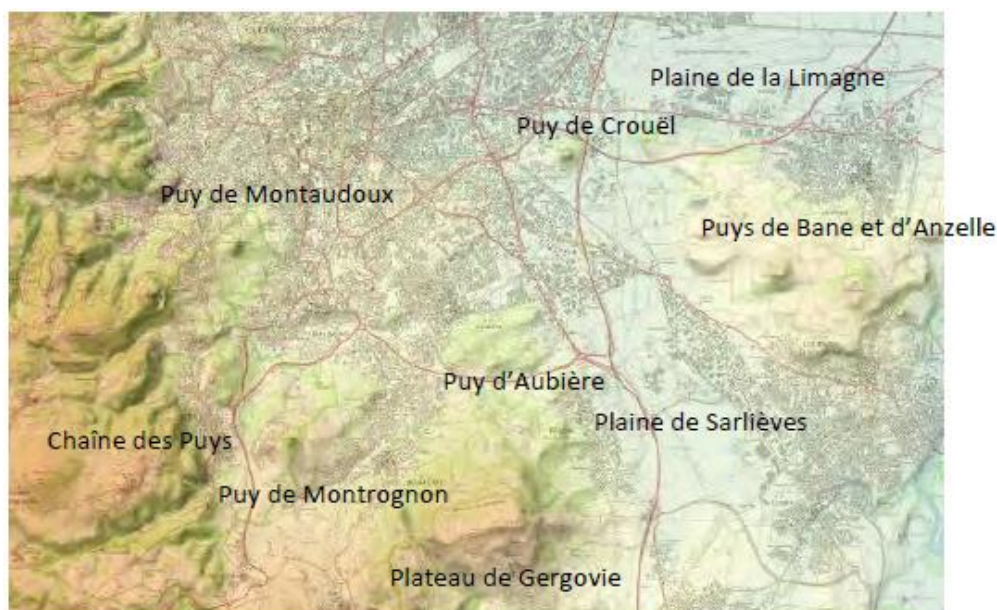 Plaine de la Limagne
Puy de Crouël
Puy de Montaudoux
Puys de Bane et d'Anzelle
Puy d'Aubière
Plaine de Sarlièves
Chaîne des Puys
Puy de Montrognon
Plateau de Gergovie